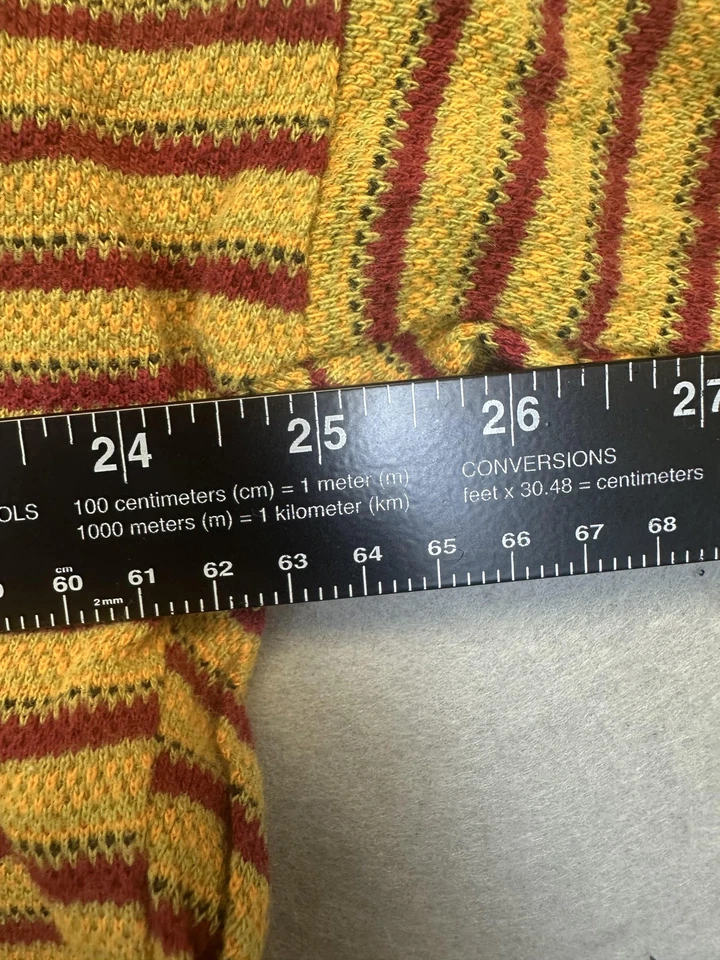 24 25 26 27
OLS
100 centimeters (cm) = 1 meter (m)
1000 meters (m) = 1 kilometer (km)
CONVERSIONS
feet x 30.48 = centimeters
cm
60 61 62 63 64 65 66 67 68
2mm